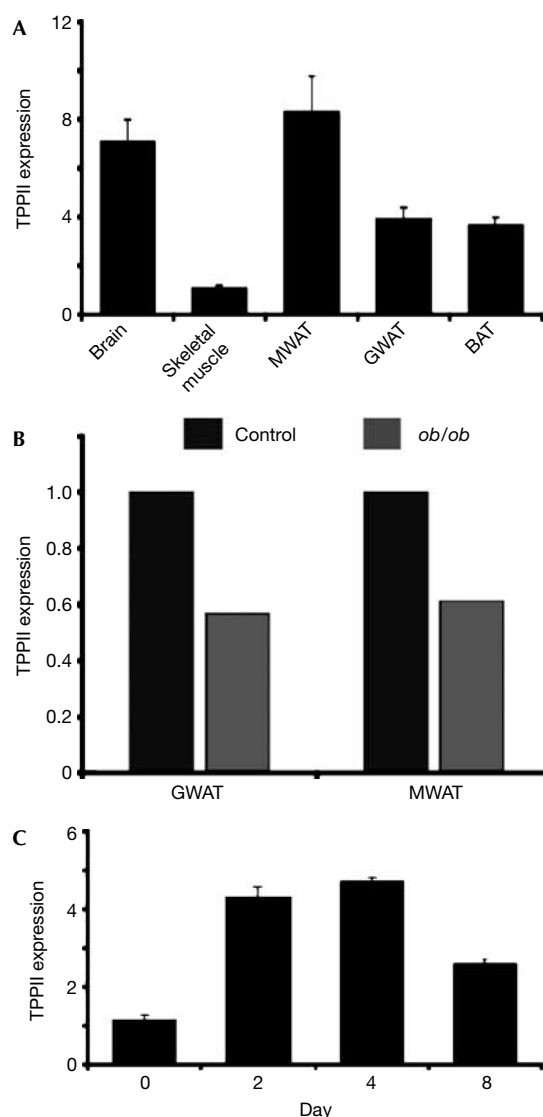 A
12
8
4
0
TPPII expression
Brain
Skeletal
muscle
MWAT
GWAT
BAT
B
Control
ob/ob
1.0
0.8
0.6
0.4
0.2
0
TPPII expression
GWAT
MWAT
C
6
4
2
0
TPPII expression
0 2 4 8
Day